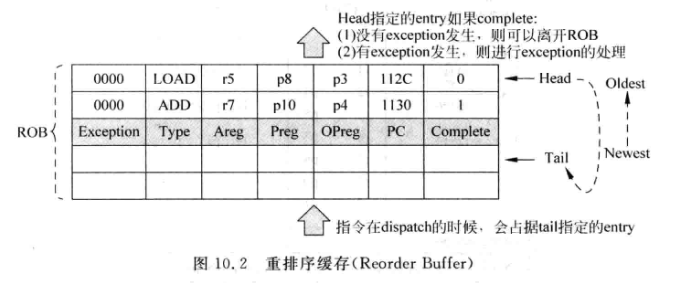 Head指定的entry如果complete:
(1)没有exception发生，则可以离开ROB
(2)有exception发生，则进行exception的处理
0000 LOAD r5 p8 p3 112C 0 Head Oldest
0000 ADD r7 p10 p4 1130 1
ROB Exception Type Areg Preg OPreg PC Complete
Tail Newest
指令在dispatch的时候，会占据tail指定的entry
图 10.2 重排序缓存(Reorder Buffer)